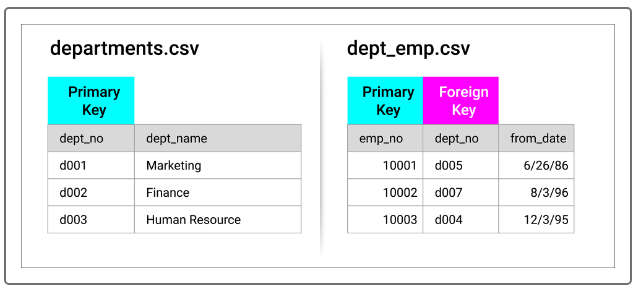 departments.csv
Primary
Key
dept_no dept_name
d001 Marketing
d002 Finance
d003 Human Resource
dept_emp.csv
Primary Foreign
Key Key
emp_no dept_no from_date
10001 d005 6/26/86
10002 d007 8/3/96
10003 d004 12/3/95